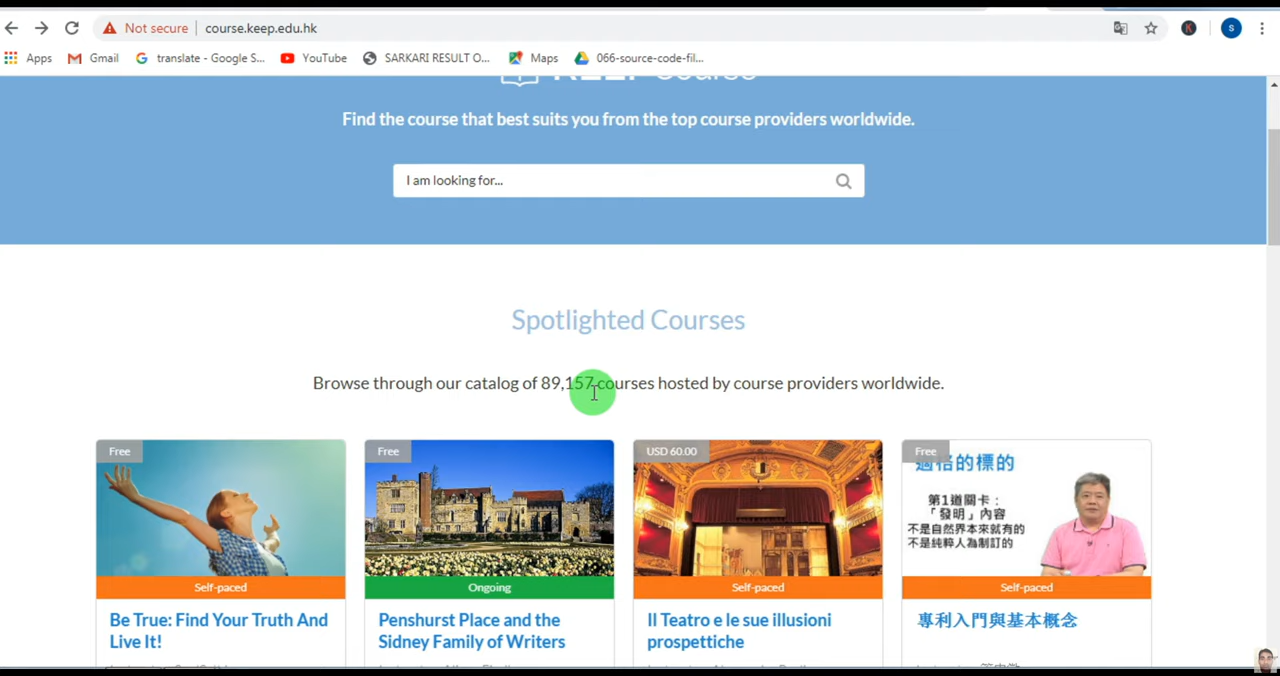 Not secure course.keep.edu.hk
Apps Gmail translate - Google S... YouTube SARKARI RESULT O... Maps 066-source-code-fil...
Find the course that best suits you from the top course providers worldwide.
I am looking for...
Spotlighted Courses
Browse through our catalog of 89,157 courses hosted by course providers worldwide.
Free
Self-paced
Be True: Find Your Truth And
Live It!
Free
Ongoing
Penshurst Place and the
Sidney Family of Writers
USD 60.00
Self-paced
Il Teatro e le sue illusioni
prospettiche
Free
適格的標的
第1道關卡:
「發明」內容
不是自然界本來就有的
不是純粹人為制訂的
Self-paced
專利入門與基本概念